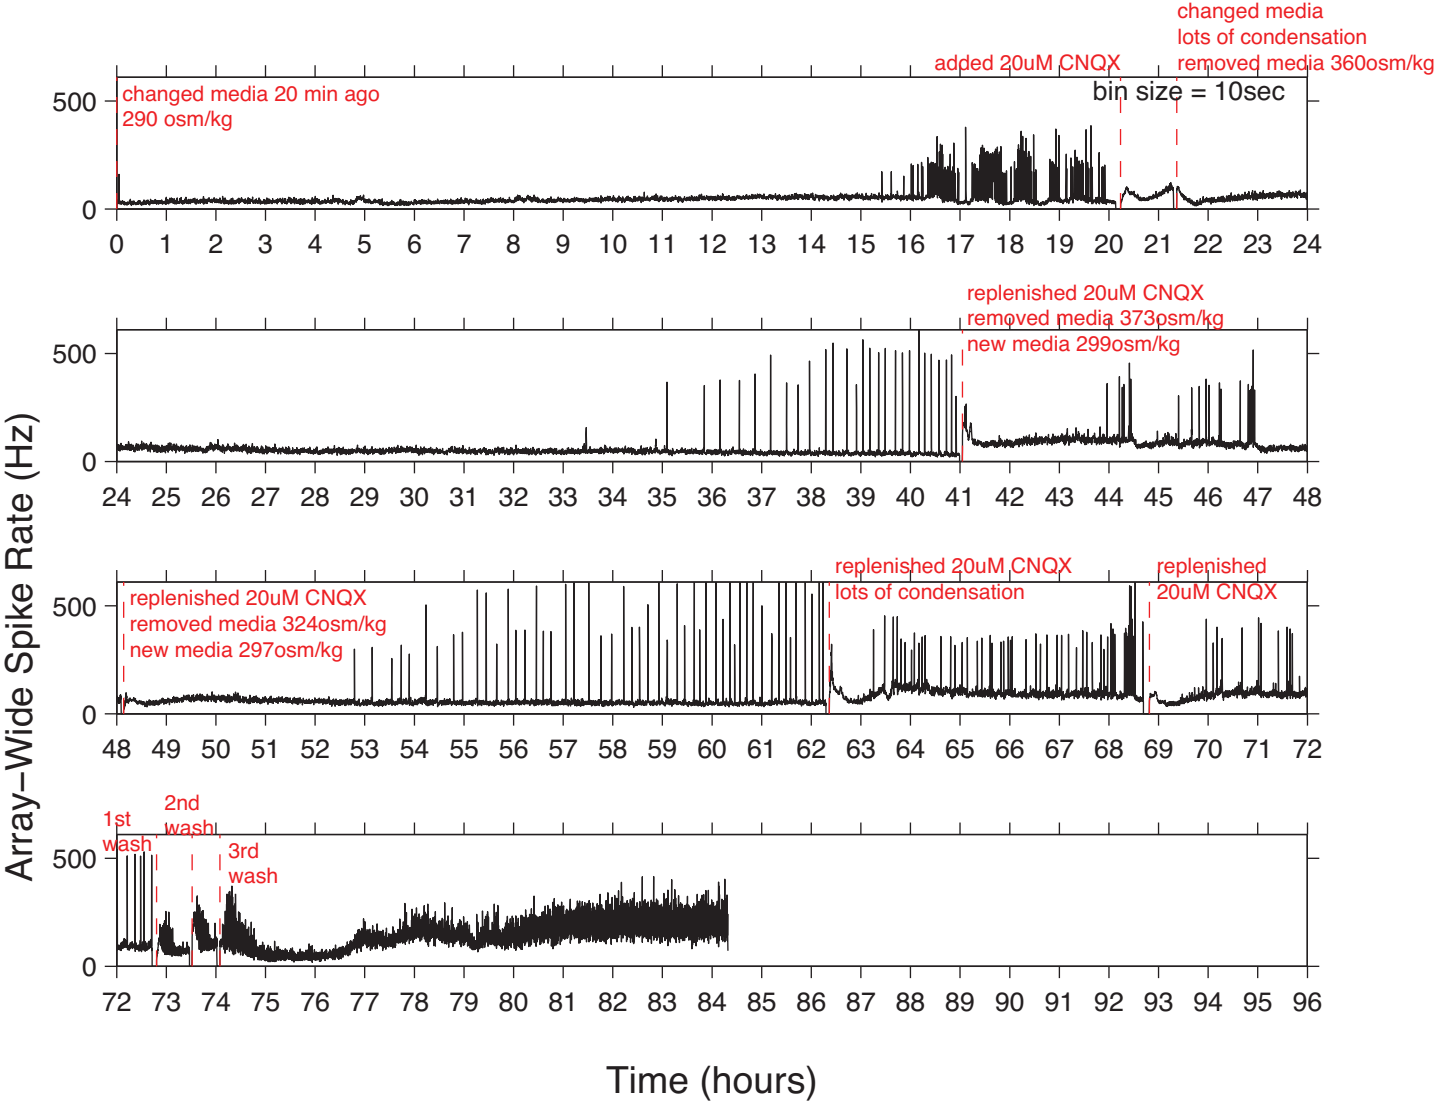 changed media
lots of condensation
added 20uM CNQX
removed media 360osm/kg
bin size = 10sec
changed media 20 min ago
290 osm/kg
500
0
0 1 2 3 4 5 6 7 8 9 10 11 12 13 14 15 16 17 18 19 20 21 22 23 24
replenished 20uM CNQX
removed media 373osm/kg
new media 299osm/kg
500
0
24 25 26 27 28 29 30 31 32 33 34 35 36 37 38 39 40 41 42 43 44 45 46 47 48
replenished 20uM CNQX
lots of condensation
replenished
20uM CNQX
replenished 20uM CNQX
removed media 324osm/kg
new media 297osm/kg
500
0
48 49 50 51 52 53 54 55 56 57 58 59 60 61 62 63 64 65 66 67 68 69 70 71 72
1st
wash
2nd
wash
3rd
wash
500
0
72 73 74 75 76 77 78 79 80 81 82 83 84 85 86 87 88 89 90 91 92 93 94 95 96
Array–Wide Spike Rate (Hz)
Time (hours)